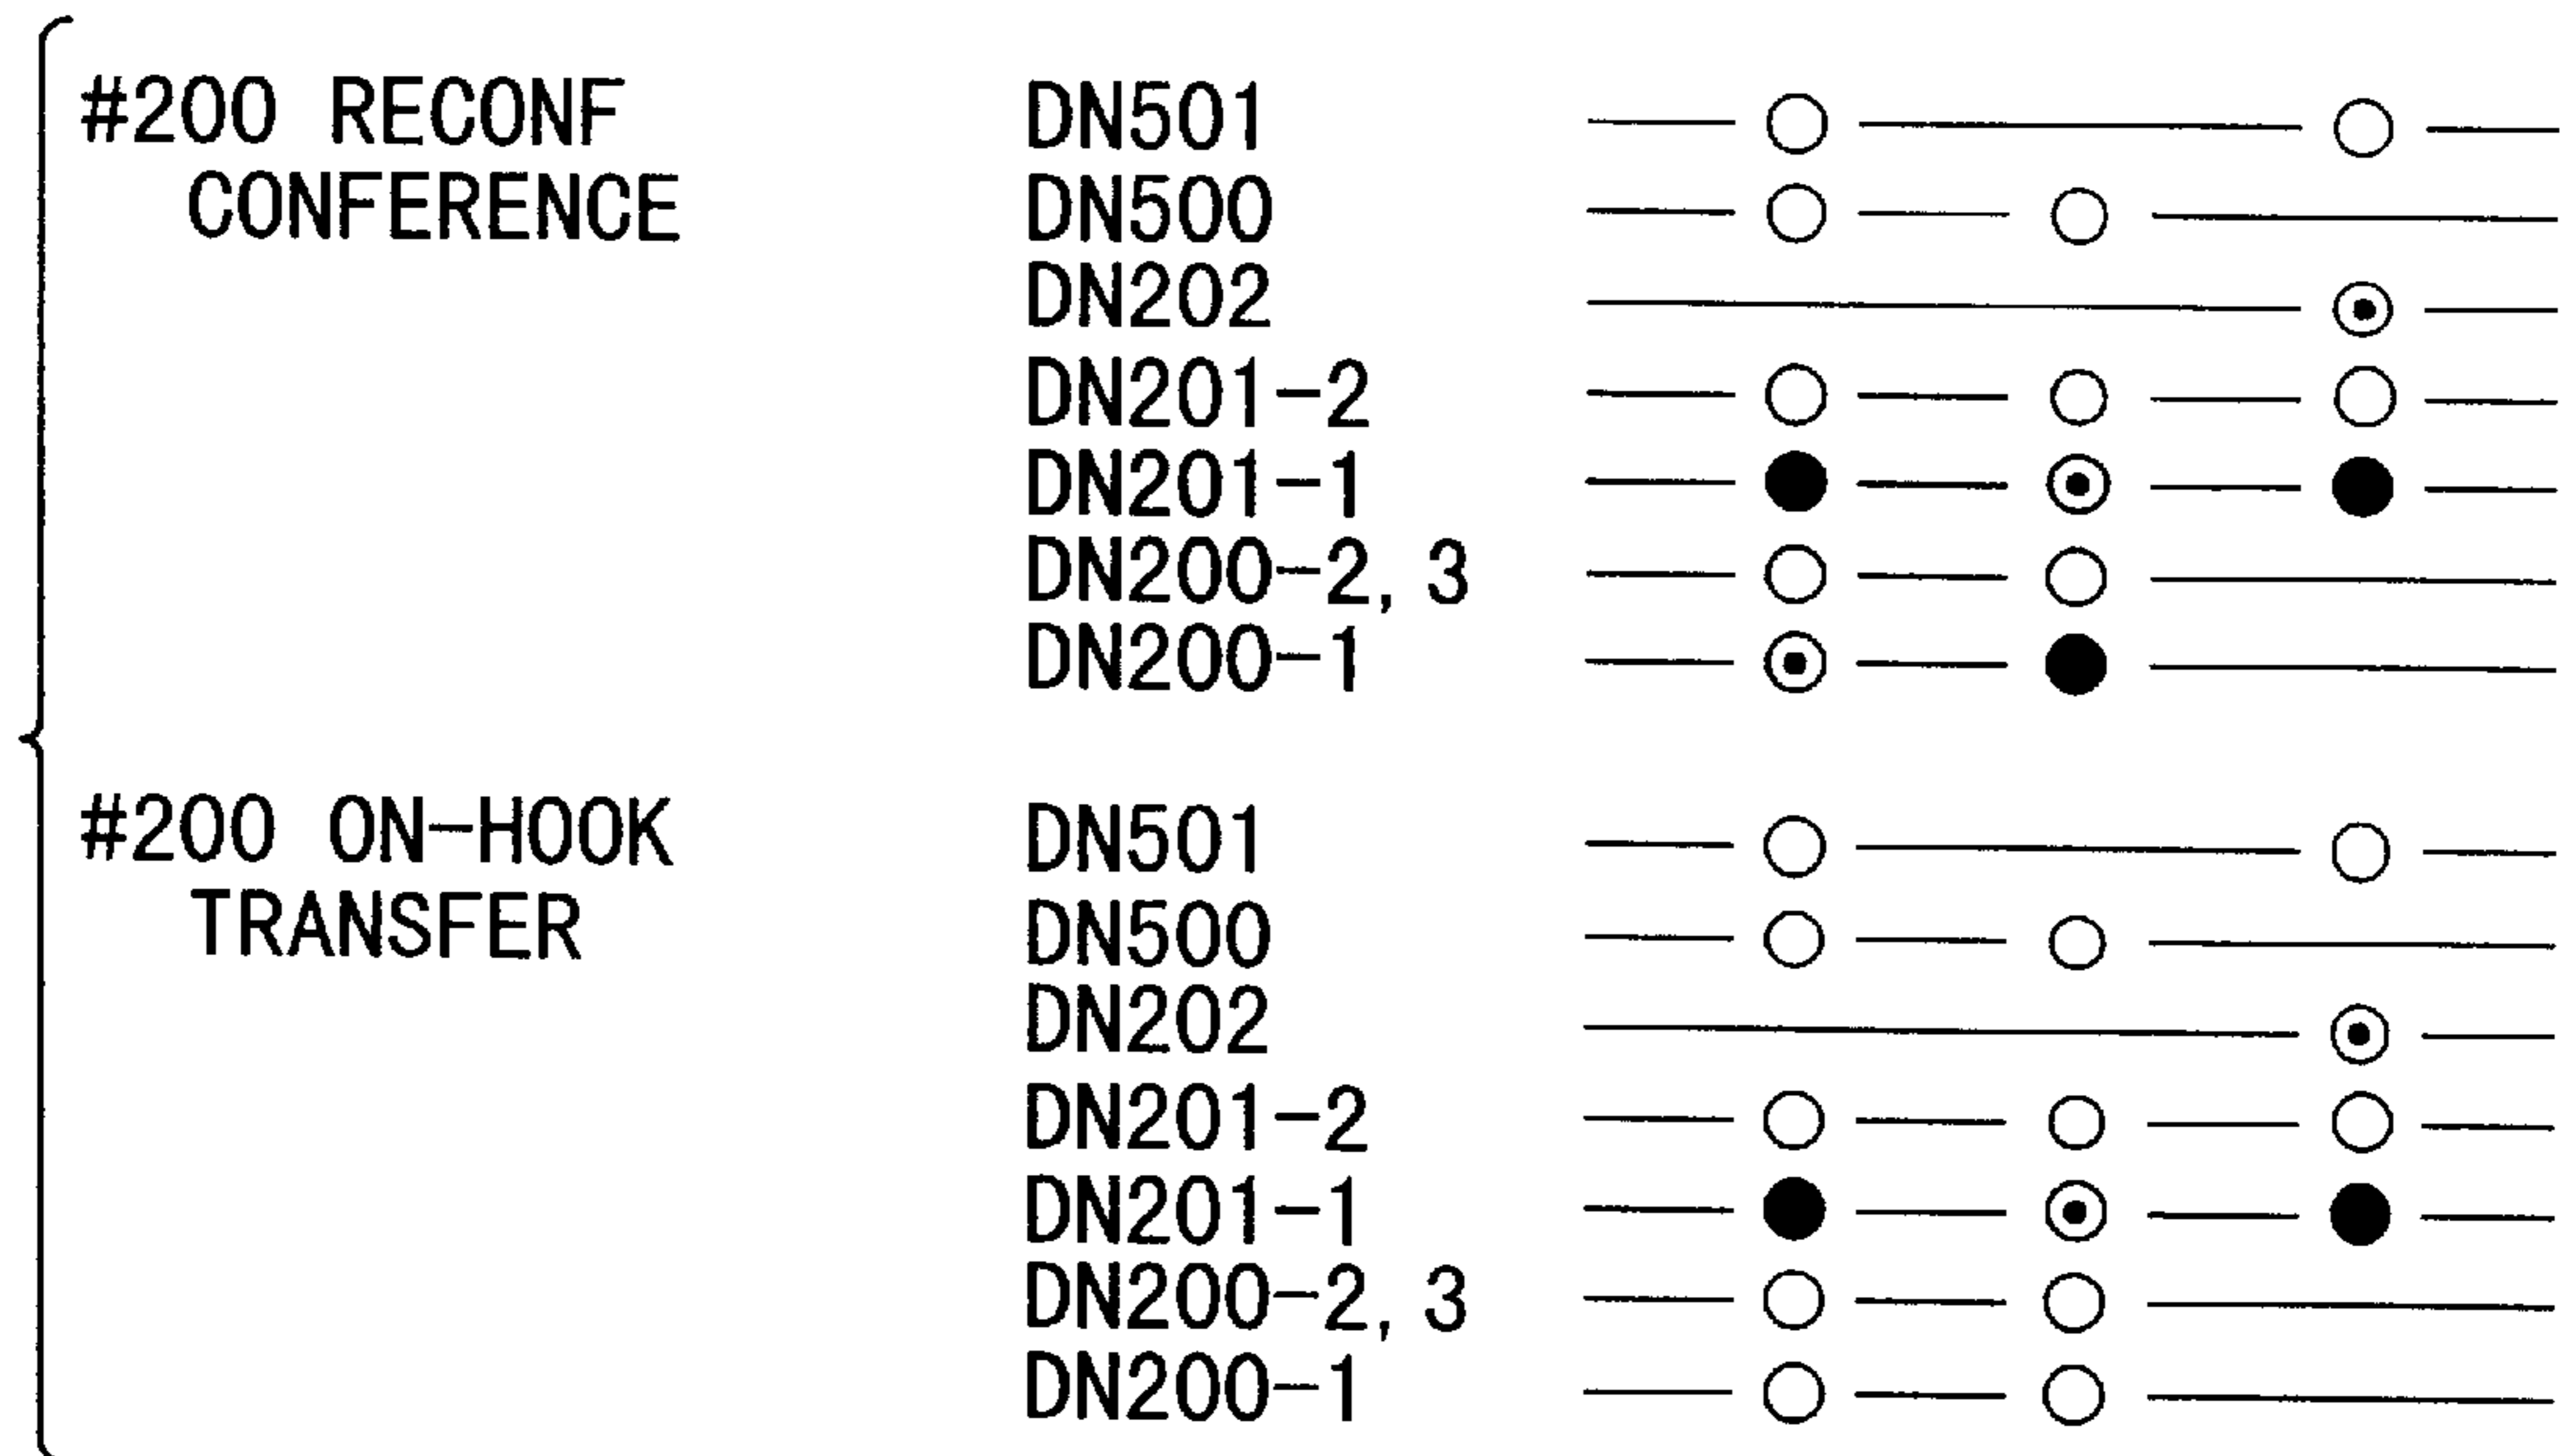 #200 RECONF DN501
CONFERENCE DN500
DN202
DN201-2
DN201-1
DN200-2, 3
DN200-1
#200 ON-HOOK DN501
TRANSFER DN500
DN202
DN201-2
DN201-1
DN200-2, 3
DN200-1